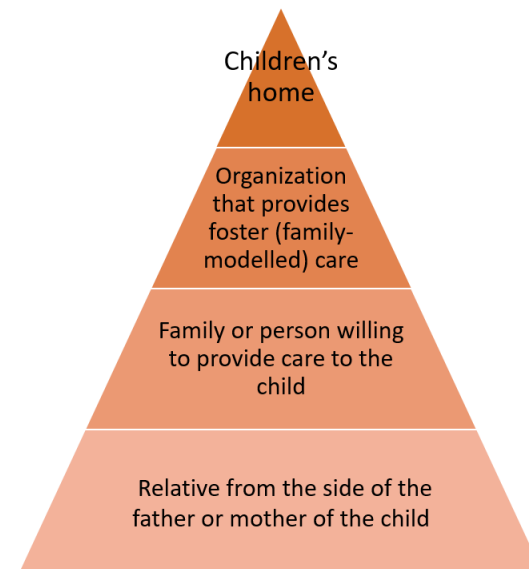 Children’s
home
Organization
that provides
foster (family-
modelled) care
Family or person willing
to provide care to the
child
Relative from the side of the
father or mother of the child